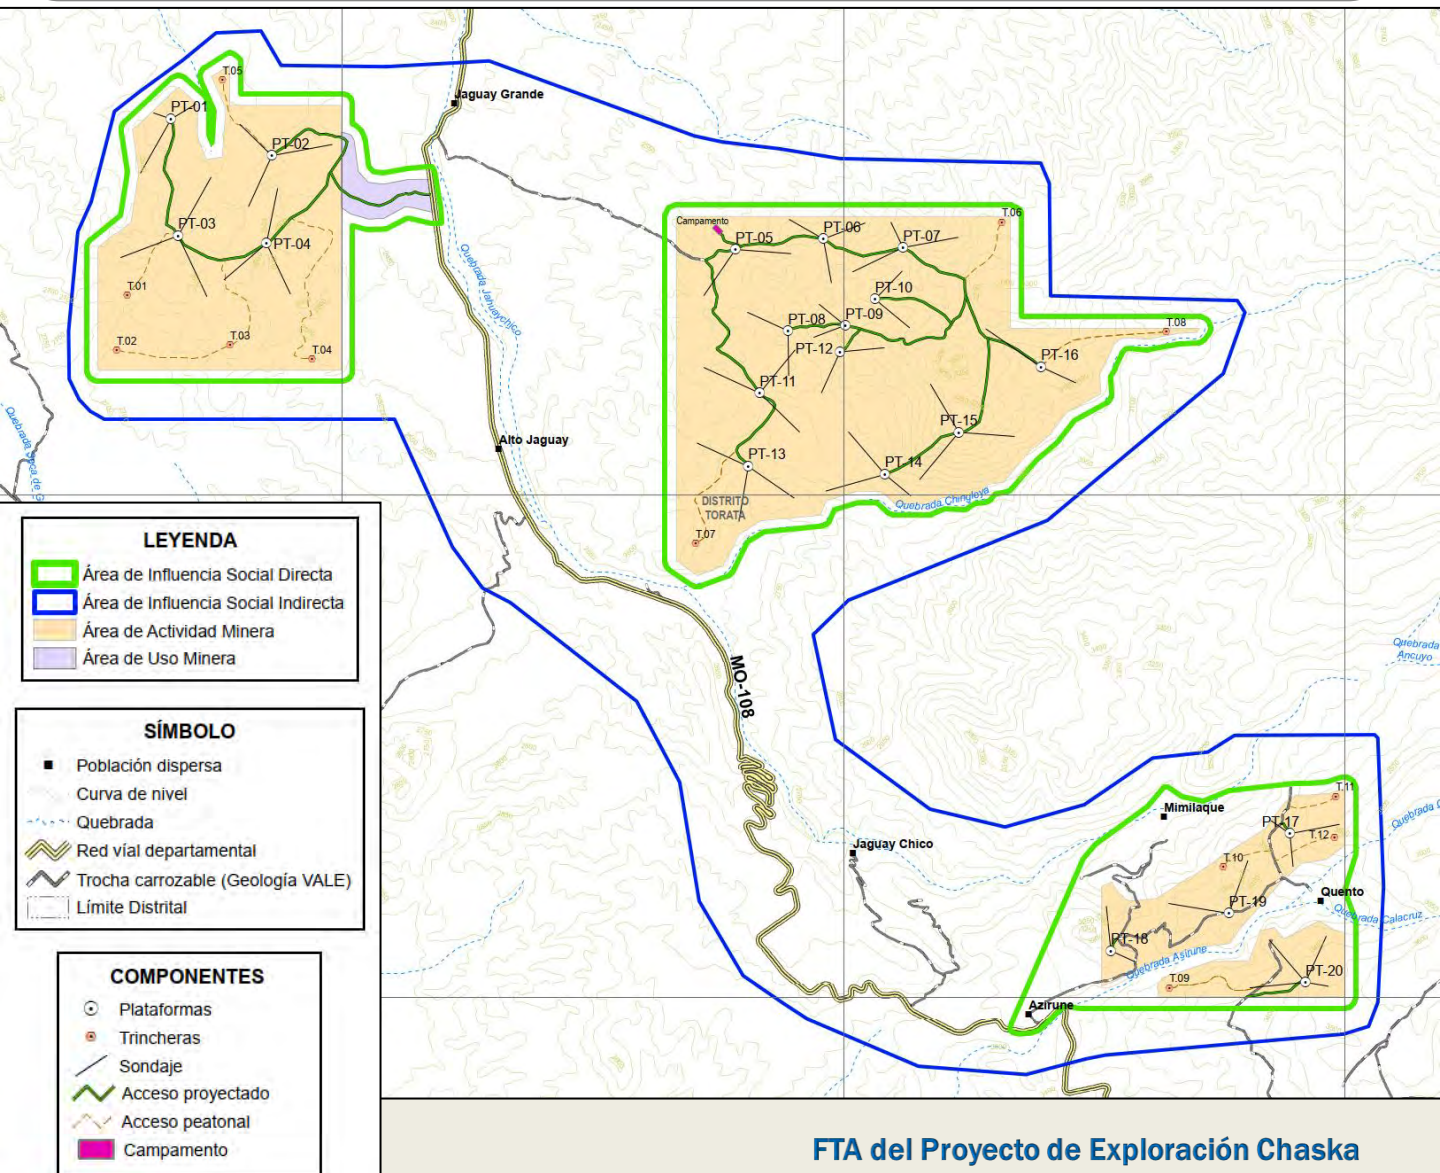 T.05
PT-01
Jaguay Grande
PT-02
PT-03
PT-04
T.01
T.02
T.03
T.04
Quebrada Jahuaychico
Campamento
PT-05
PT-06
PT-07
T.06
PT-10
PT-08
PT-09
PT-12
T.08
PT-16
PT-11
PT-15
PT-13
PT-14
Alto Jaguay
DISTRITO
TORATA
Quebrada Chingleya
T.07
MO-108
Quebrada
Ancuyo
Mimilaque
T.11
PT-17
T.12
T.10
Jaguay Chico
Quento
PT-19
Quebrada Calacruz
PT-18
Quebrada Asirune
PT-20
T.09
Azirune
LEYENDA
Área de Influencia Social Directa
Área de Influencia Social Indirecta
Área de Actividad Minera
Área de Uso Minera
SÍMBOLO
Población dispersa
Curva de nivel
Quebrada
Red víal departamental
Trocha carrozable (Geología VALE)
Límite Distrital
COMPONENTES
Plataformas
Trincheras
Sondaje
Acceso proyectado
Acceso peatonal
Campamento
FTA del Proyecto de Exploración Chaska